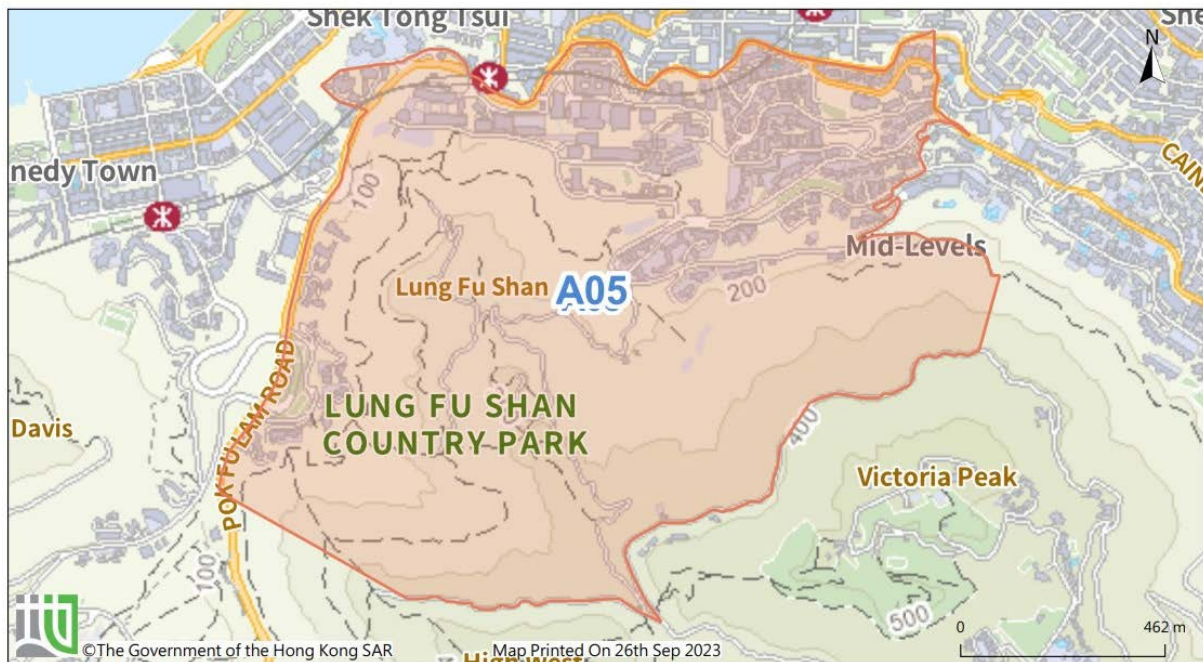 Shek Tong Tsui
N
nedy Town
CAIN
100
Mid-Levels
Lung Fu Shan
A05
200
POK FU LAM ROAD
LUNG FU SHAN
COUNTRY PARK
400
Davis
Victoria Peak
100
500
0
462 m
©The Government of the Hong Kong SAR
Map Printed On 26th Sep 2023
High West